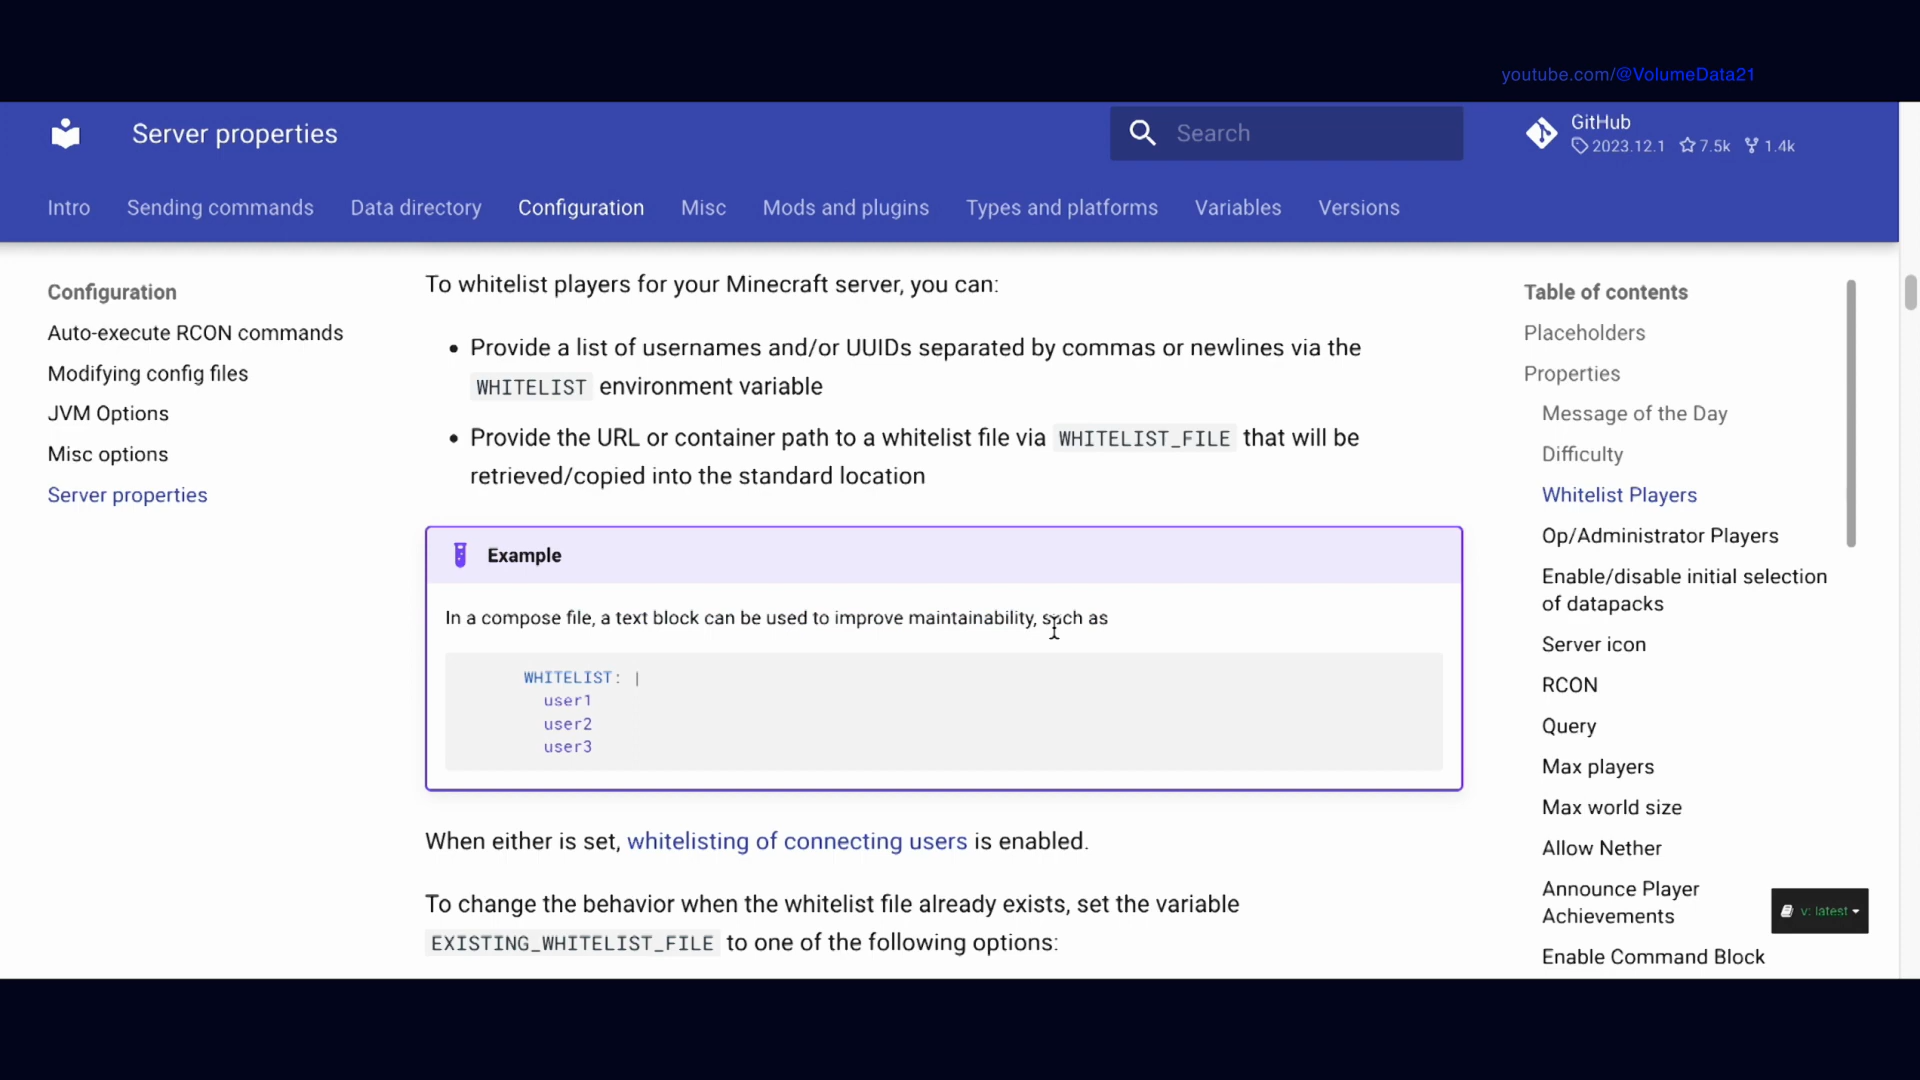 youtube.com/@VolumeData21
Server properties
Search
GitHub
2023.12.1 7.5k 1.4k
Intro Sending commands Data directory Configuration Misc Mods and plugins Types and platforms Variables Versions
Configuration
Auto-execute RCON commands
Modifying config files
JVM Options
Misc options
Server properties
To whitelist players for your Minecraft server, you can:
• Provide a list of usernames and/or UUIDs separated by commas or newlines via the
WHITELIST environment variable
• Provide the URL or container path to a whitelist file via WHITELIST_FILE that will be
retrieved/copied into the standard location
Example
In a compose file, a text block can be used to improve maintainability, such as
WHITELIST: |
user1
user2
user3
When either is set, whitelisting of connecting users is enabled.
To change the behavior when the whitelist file already exists, set the variable
EXISTING_WHITELIST_FILE to one of the following options:
Table of contents
Placeholders
Properties
Message of the Day
Difficulty
Whitelist Players
Op/Administrator Players
Enable/disable initial selection
of datapacks
Server icon
RCON
Query
Max players
Max world size
Allow Nether
Announce Player
Achievements
Enable Command Block
v: latest